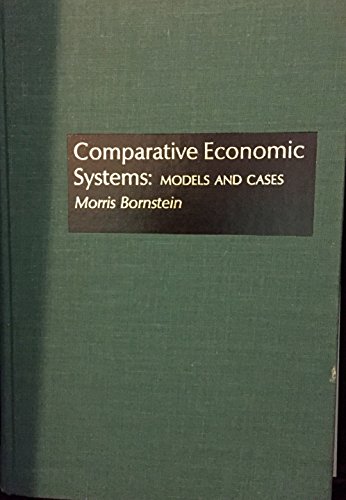 Comparative Economic
Systems: MODELS AND CASES
Morris Bornstein